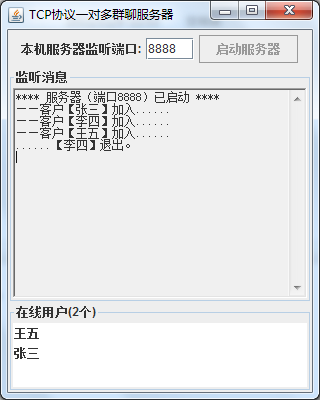 TCP协议一对多群聊服务器
本机服务器监听端口: 8888 启动服务器
监听消息
**** 服务器（端口8888）已启动 ****
－－客户【张三】加入......
－－客户【李四】加入......
－－客户【王五】加入......
......【李四】退出。
在线用户(2个)
王五
张三